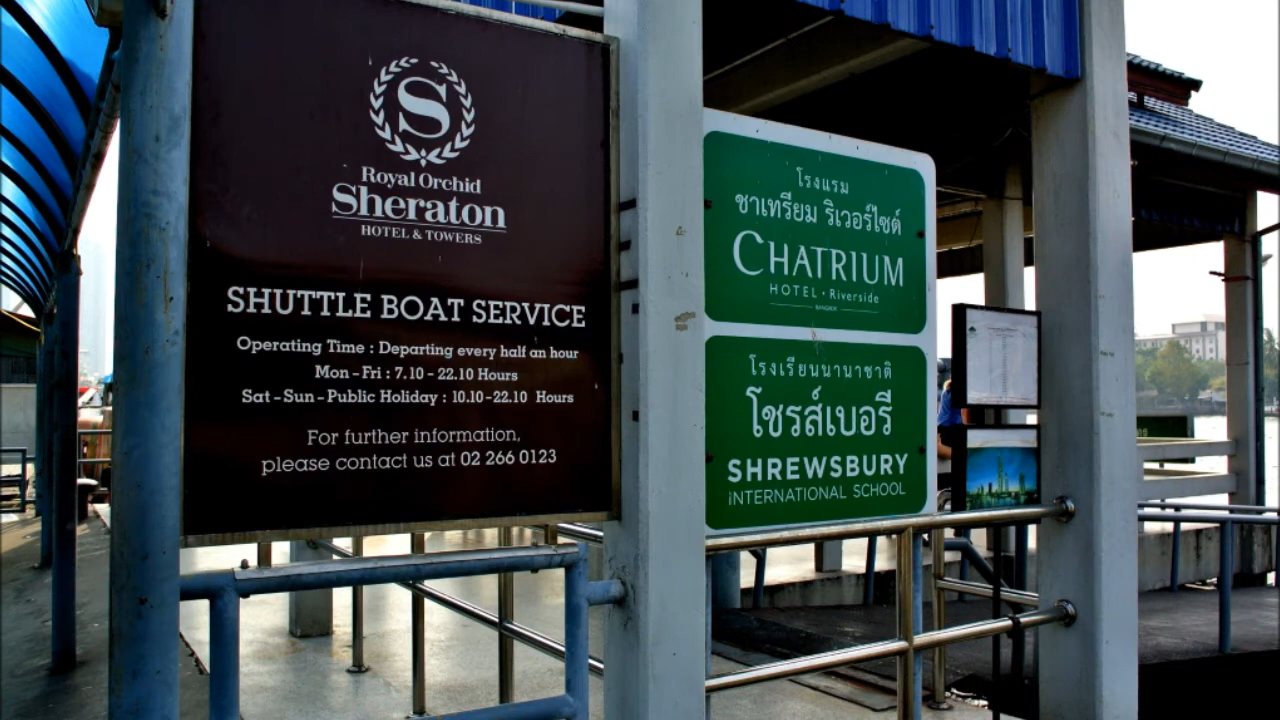 S
Royal Orchid
Sheraton
HOTEL & TOWERS
SHUTTLE BOAT SERVICE
Operating Time : Departing every half an hour
Mon - Fri : 7.10 - 22.10 Hours
Sat - Sun - Public Holiday : 10.10 - 22.10 Hours
For further information,
please contact us at 02 266 0123
โรงแรม
ชาเทรียม ริเวอร์ไซด์
CHATRIUM
HOTEL • Riverside
BANGKOK
โรงเรียนนานาชาติ
โชรส์เบอรี
SHREWSBURY
INTERNATIONAL SCHOOL